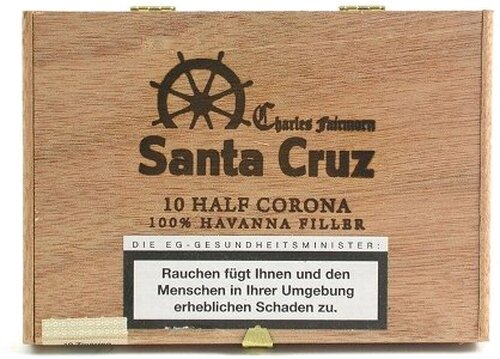 Charles Fairmorn
Santa Cruz
10 HALF CORONA
100% HAVANNA FILLER
DIE EG-GESUNDHEITSMINISTER:
Rauchen fügt Ihnen und den
Menschen in Ihrer Umgebung
erheblichen Schaden zu.